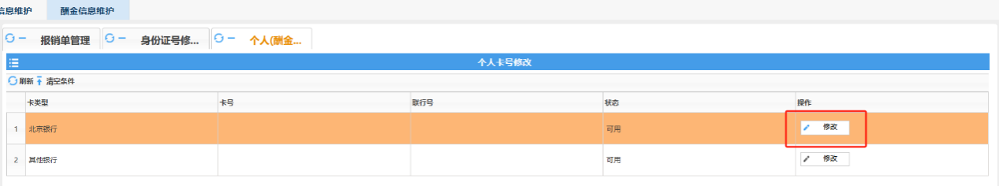 信息维护 酬金信息维护
报销单管理 身份证号修... 个人(酬金...
个人卡号修改
刷新 清空条件
卡类型 卡号 联行号 状态 操作
1 北京银行 可用 修改
2 其他银行 可用 修改